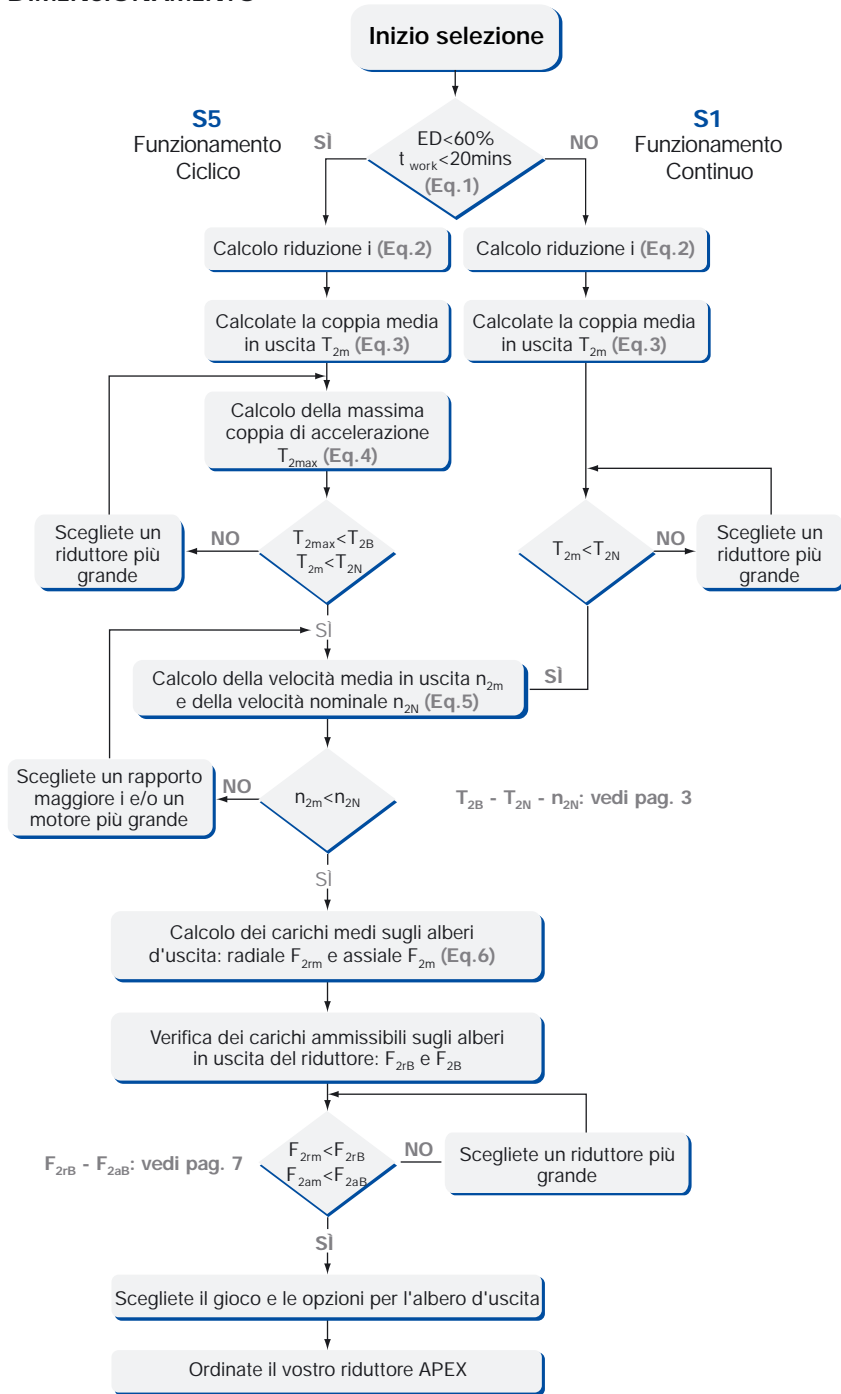 DIMENSIONAMENTO
Inizio selezione
S5
Funzionamento
Ciclico
SÌ
ED<60%
t work<20mins
(Eq.1)
NO
S1
Funzionamento
Continuo
Calcolo riduzione i (Eq.2)
Calcolo riduzione i (Eq.2)
Calcolate la coppia media
in uscita T2m (Eq.3)
Calcolate la coppia media
in uscita T2m (Eq.3)
Calcolo della massima
coppia di accelerazione
T2max (Eq.4)
Scegliete un
riduttore più
grande
NO
T2max<T2B
T2m<T2N
T2m<T2N
NO
Scegliete un
riduttore più
grande
SÌ
Calcolo della velocità media in uscita n2m
e della velocità nominale n2N (Eq.5)
SÌ
Scegliete un rapporto
maggiore i e/o un
motore più grande
NO
n2m<n2N
T2B - T2N - n2N: vedi pag. 3
SÌ
Calcolo dei carichi medi sugli alberi
d'uscita: radiale F2rm e assiale F2m (Eq.6)
Verifica dei carichi ammissibili sugli alberi
in uscita del riduttore: F2rB e F2B
F2rB - F2aB: vedi pag. 7
F2rm<F2rB
F2am<F2aB
NO
Scegliete un riduttore più
grande
SÌ
Scegliete il gioco e le opzioni per l'albero d'uscita
Ordinate il vostro riduttore APEX